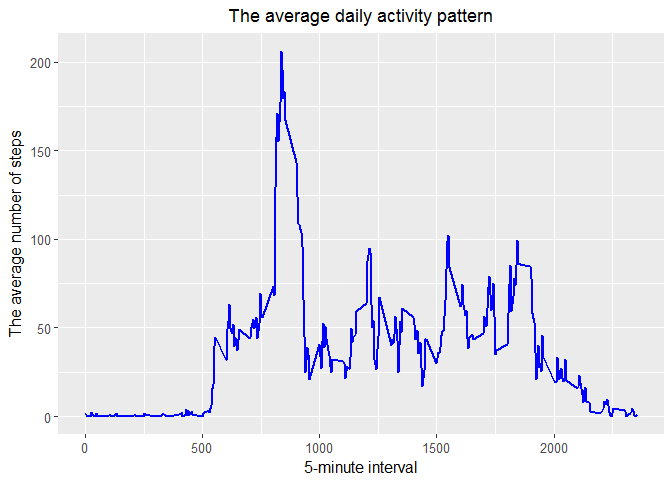 The average daily activity pattern
The average number of steps
200
150
100
50
0
0 500 1000 1500 2000
5-minute interval